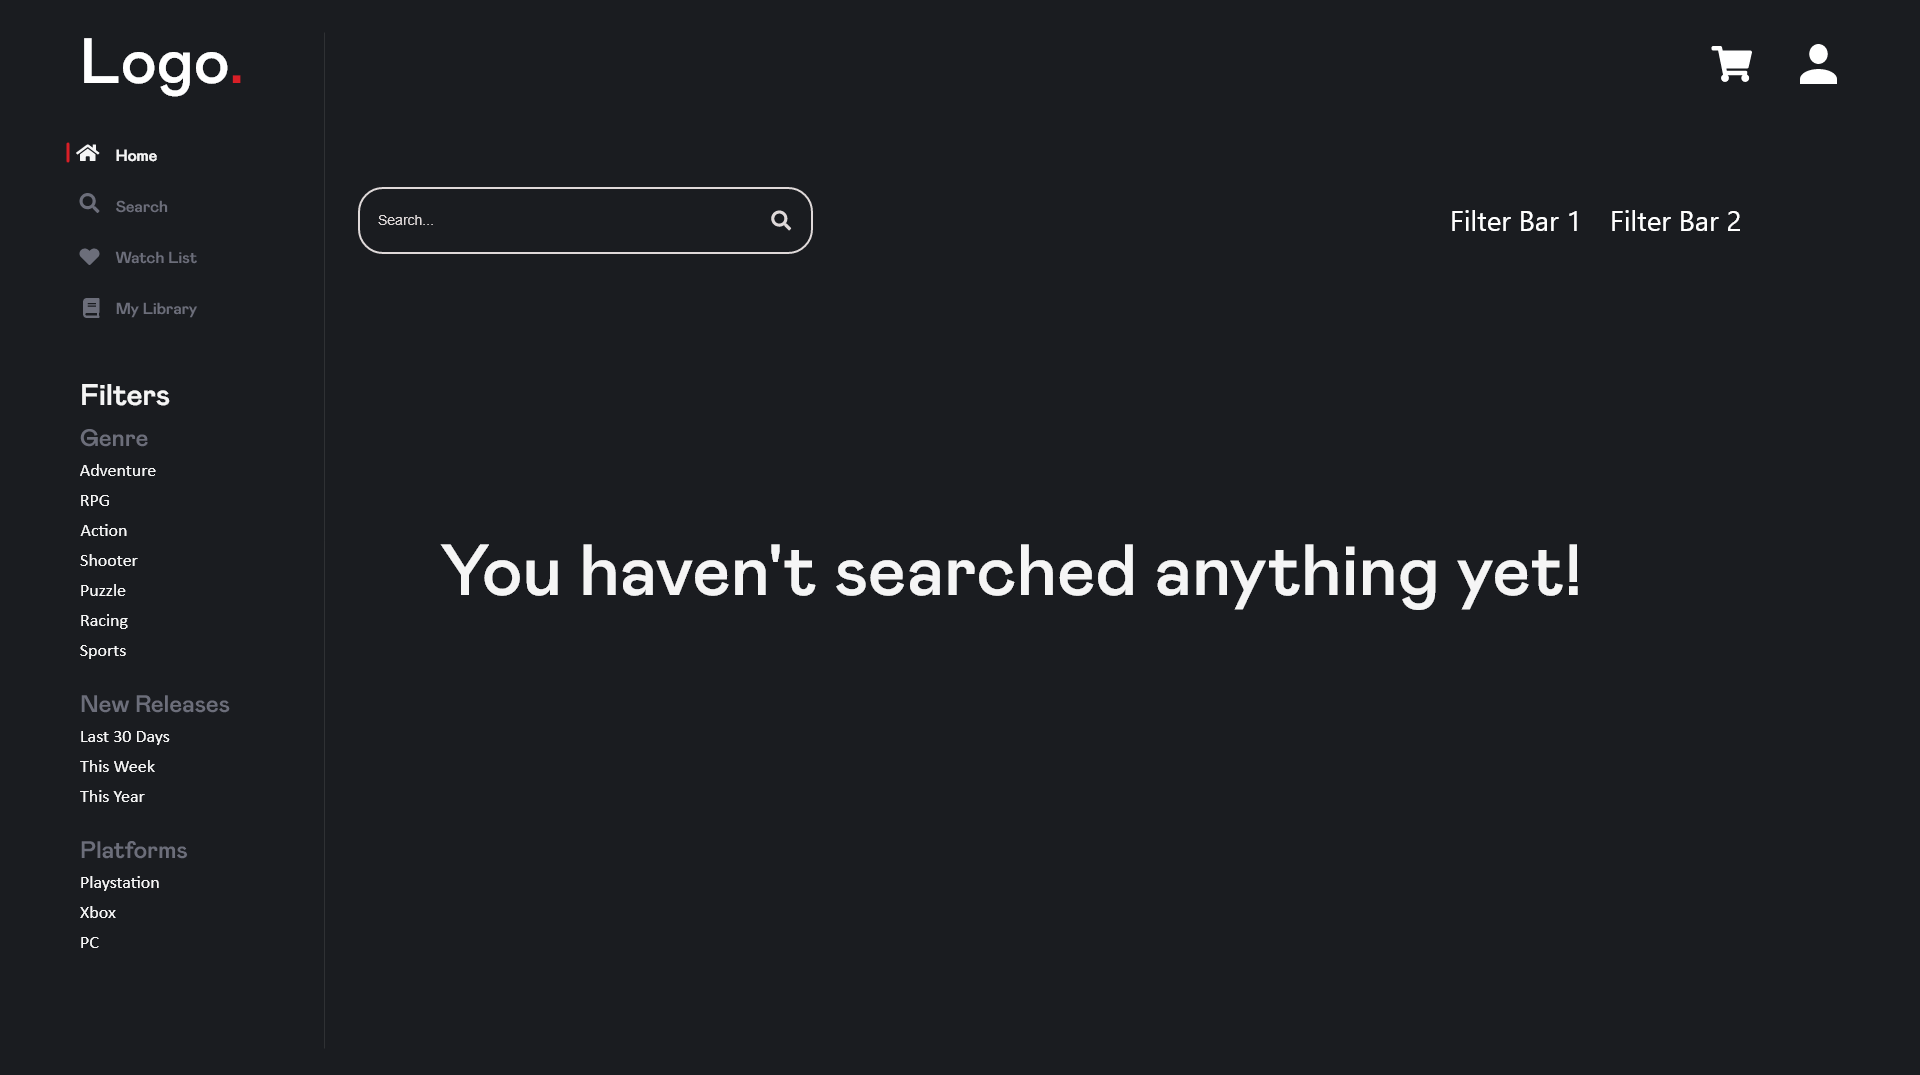 Logo.
Home
Search
Watch List
My Library
Filters
Genre
Adventure
RPG
Action
Shooter
Puzzle
Racing
Sports
New Releases
Last 30 Days
This Week
This Year
Platforms
Playstation
Xbox
PC
Search...
Filter Bar 1 Filter Bar 2
You haven't searched anything yet!